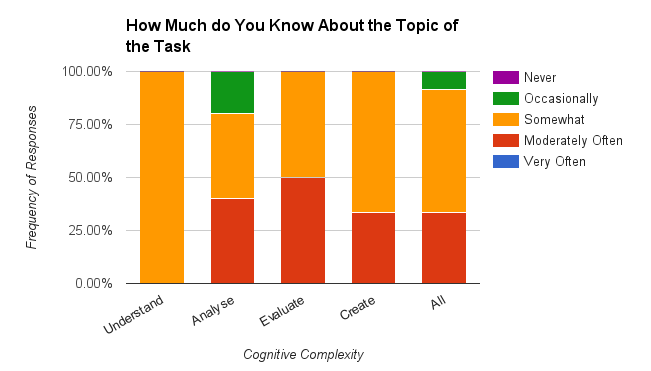 How Much do You Know About the Topic of
the Task
100.00%
75.00%
50.00%
25.00%
0.00%
Frequency of Responses
Understand
Analyse
Evaluate
Create
All
Cognitive Complexity
Never
Occasionally
Somewhat
Moderately Often
Very Often